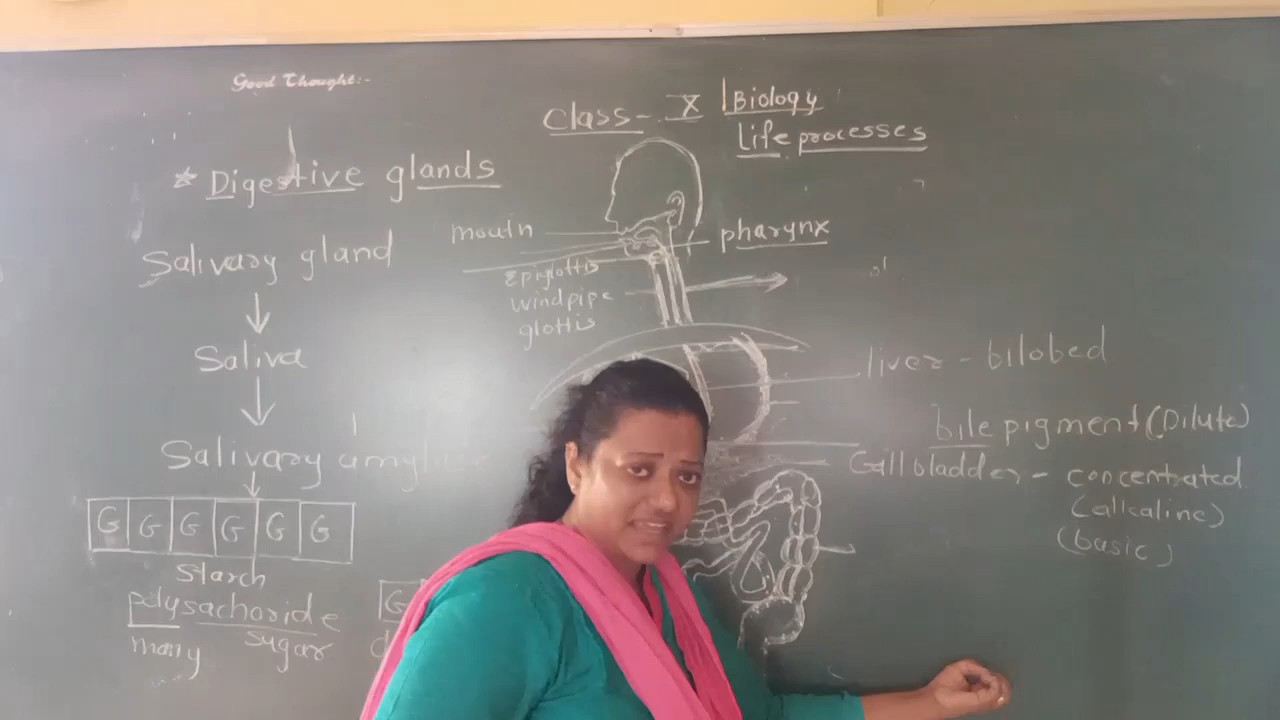 Good Thought:-
Class - X Biology
Life processes
* Digestive glands
Salivary gland
Saliva
Salivary amyl
G G G G G G
Starch
polysacharide
many sugar
G
d
mouth
pharynx
Epiglottis
windpipe
glottis
liver - bilobed
bile pigment (Dilute)
Gall bladder - concentrated
(alkaline)
(basic)